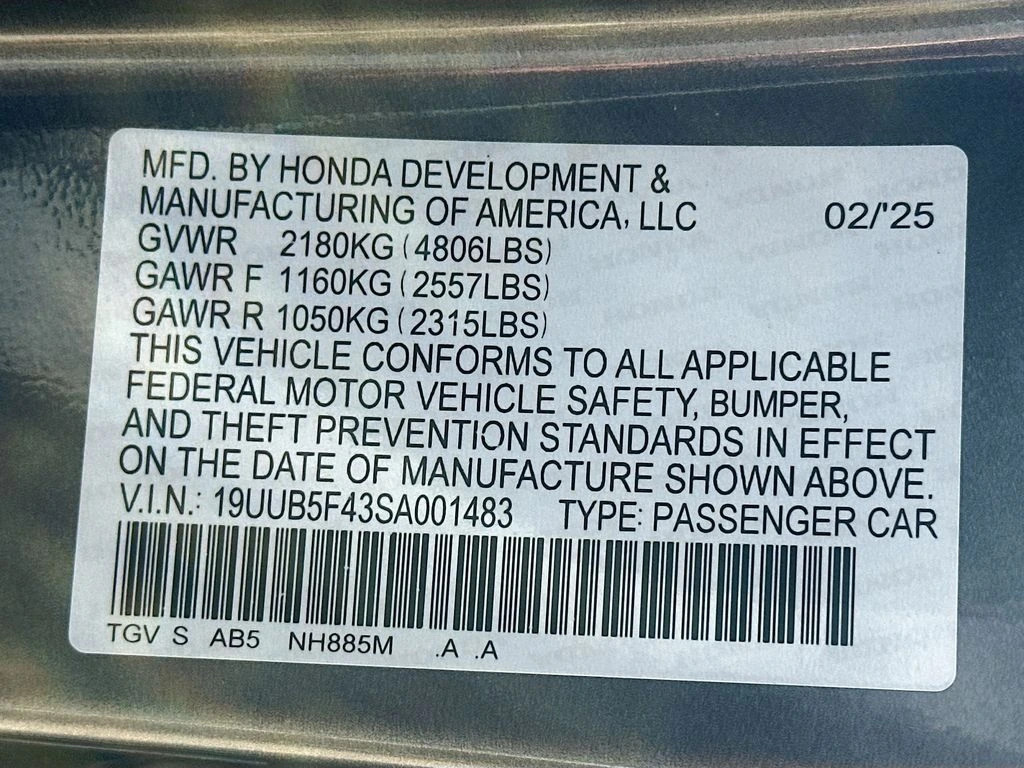 MFD. BY HONDA DEVELOPMENT &
MANUFACTURING OF AMERICA, LLC 02/'25
GVWR 2180KG (4806LBS)
GAWR F 1160KG (2557LBS)
GAWR R 1050KG (2315LBS)
THIS VEHICLE CONFORMS TO ALL APPLICABLE
FEDERAL MOTOR VEHICLE SAFETY, BUMPER,
AND THEFT PREVENTION STANDARDS IN EFFECT
ON THE DATE OF MANUFACTURE SHOWN ABOVE.
V.I.N.: 19UUB5F43SA001483 TYPE: PASSENGER CAR
TGV S AB5 NH885M .A .A